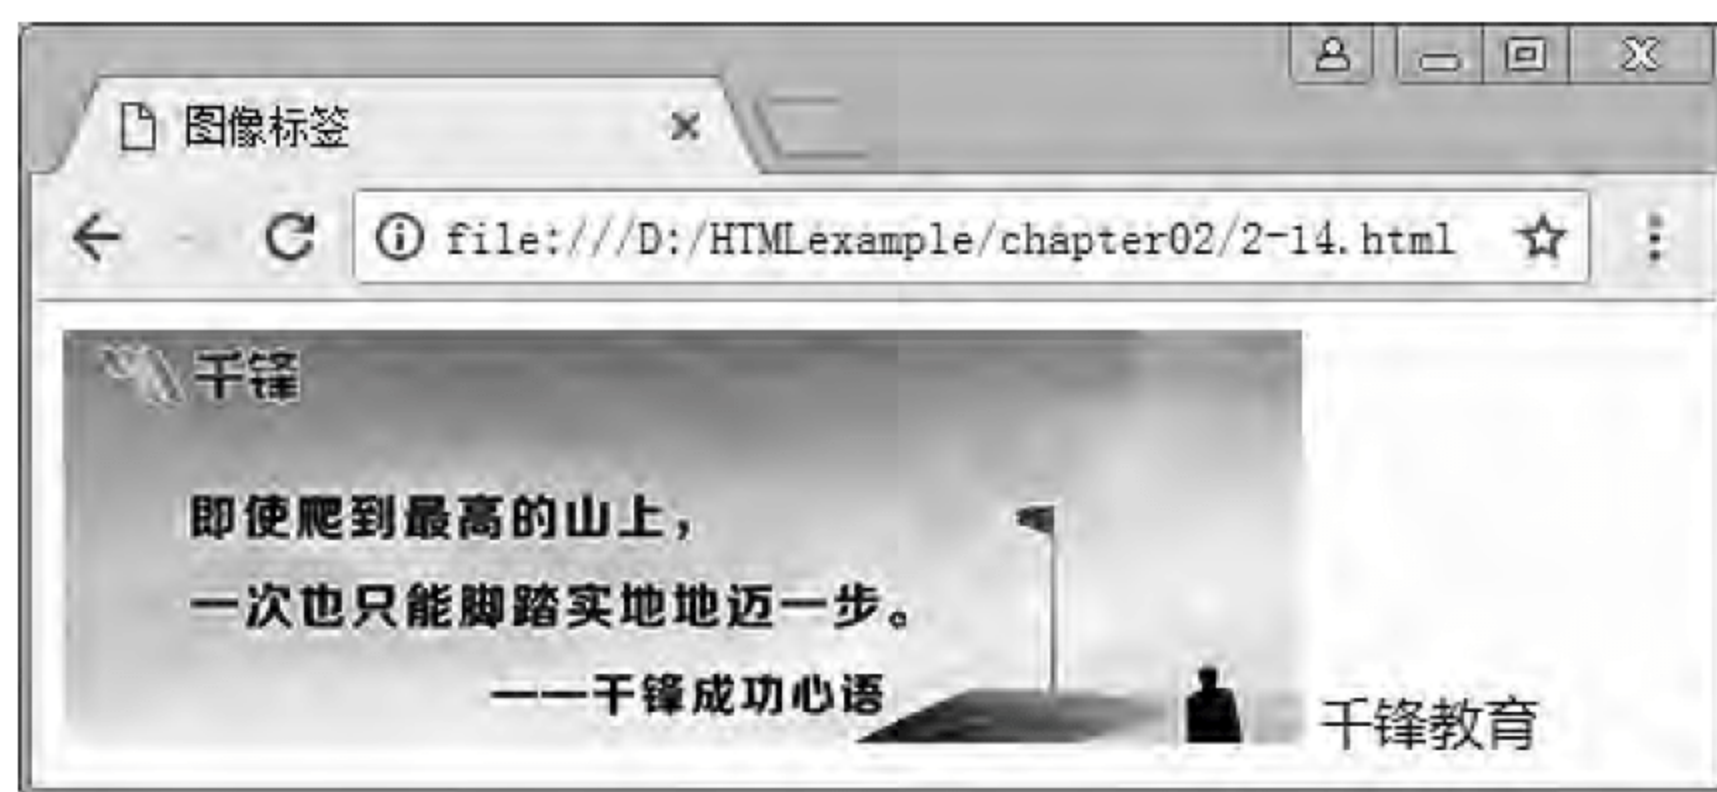 图像标签
file:///D:/HTMLexample/chapter02/2-14.html
千锋
即使爬到最高的山上，
一次也只能脚踏实地地迈一步。
——千锋成功心语
千锋教育